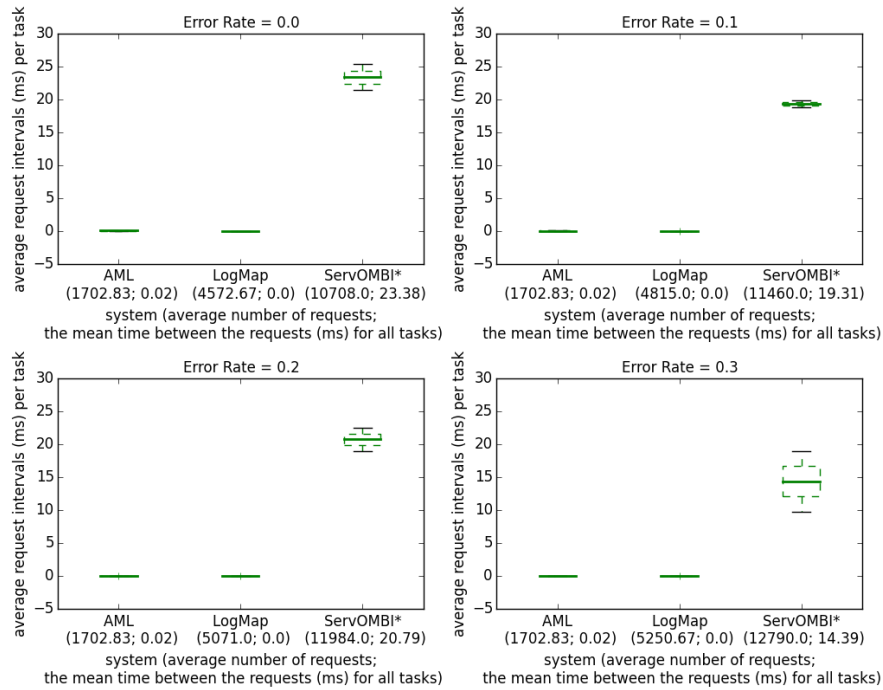 Error Rate = 0.0
average request intervals (ms) per task
30
25
20
15
10
5
0
−5
AML
(1702.83; 0.02)
LogMap
(4572.67; 0.0)
ServOMBI*
(10708.0; 23.38)
system (average number of requests;
the mean time between the requests (ms) for all tasks)
Error Rate = 0.1
average request intervals (ms) per task
30
25
20
15
10
5
0
−5
AML
(1702.83; 0.02)
LogMap
(4815.0; 0.0)
ServOMBI*
(11460.0; 19.31)
system (average number of requests;
the mean time between the requests (ms) for all tasks)
Error Rate = 0.2
average request intervals (ms) per task
30
25
20
15
10
5
0
−5
AML
(1702.83; 0.02)
LogMap
(5071.0; 0.0)
ServOMBI*
(11984.0; 20.79)
system (average number of requests;
the mean time between the requests (ms) for all tasks)
Error Rate = 0.3
average request intervals (ms) per task
30
25
20
15
10
5
0
−5
AML
(1702.83; 0.02)
LogMap
(5250.67; 0.0)
ServOMBI*
(12790.0; 14.39)
system (average number of requests;
the mean time between the requests (ms) for all tasks)